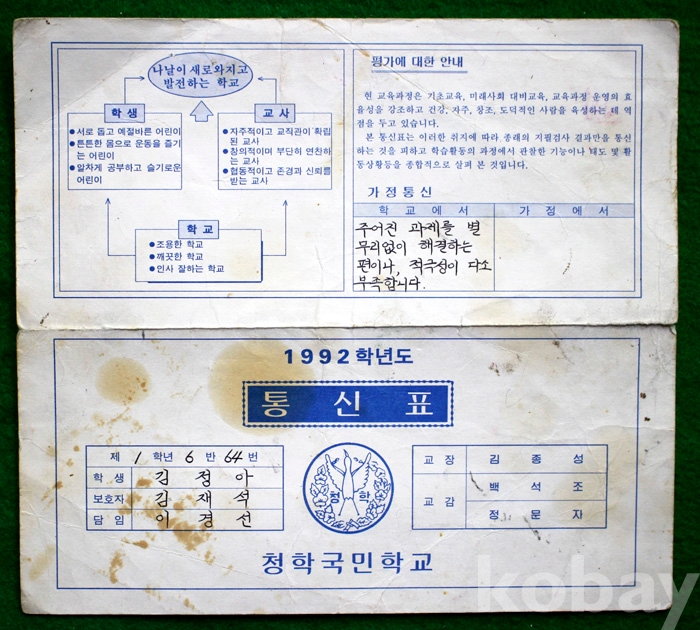 나날이 새로와지고
발전하는 학교
학생
● 서로 돕고 예절바른 어린이
● 튼튼한 몸으로 운동을 즐기
는 어린이
● 알차게 공부하고 슬기로운
어린이
교사
● 자주적이고 교직관이 확립
된 교사
● 창의적이며 부단히 연찬하
는 교사
● 협동적이고 존경과 신뢰를
받는 교사
학교
● 조용한 학교
● 깨끗한 학교
● 인사 잘하는 학교
평가에 대한 안내
현 교육과정은 기초교육, 미래사회 대비교육, 교육과정 운영의 효
율성을 강조하고 건강, 자주, 창조, 도덕적인 사람을 육성하는 데 역
점을 두고 있습니다.
본 통신표는 이러한 취지에 따라 종래의 지필검사 결과만을 통신
하는 것을 피하고 학습활동의 과정에서 관찰한 기능이나 태도 및 활
동상황등을 종합적으로 살펴 본 것입니다.
가정통신
학교에서 가정에서
주어진 과제를 별
무리없이 해결하는
편이나, 적극성이 다소
부족합니다.
1992학년도
통신표
제 1 학년 6 반 64 번
학생 김정아
보호자 김재석
담임 이경선
청학
교장 김종성
교감 백석조
정문자
청학국민학교
kobay